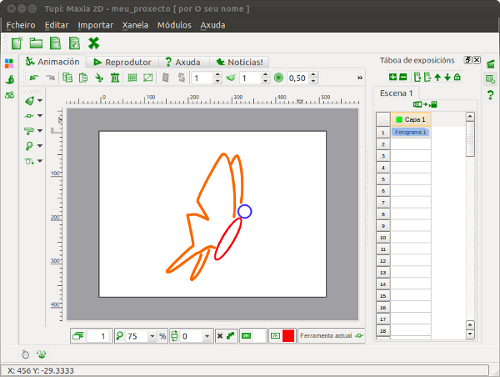 Tupi: Maxia 2D - meu_proxecto [ por O seu nome ]
Fcheiro Editar Importar Xanela Módulos Axuda
Animación Reprodutor Axuda Noticias!
Táboa de exposicións
1 1 0,50 »
Escena 1
Capa 1
0 100 200 300 400 500
1 Fotograma 1
2
3
4
5
6
7
8
9
10
11
12
13
14
15
16
17
18
0
100
200
300
400
1 75 % 0 Ferramenta actual
X: 456 Y: -29.3333